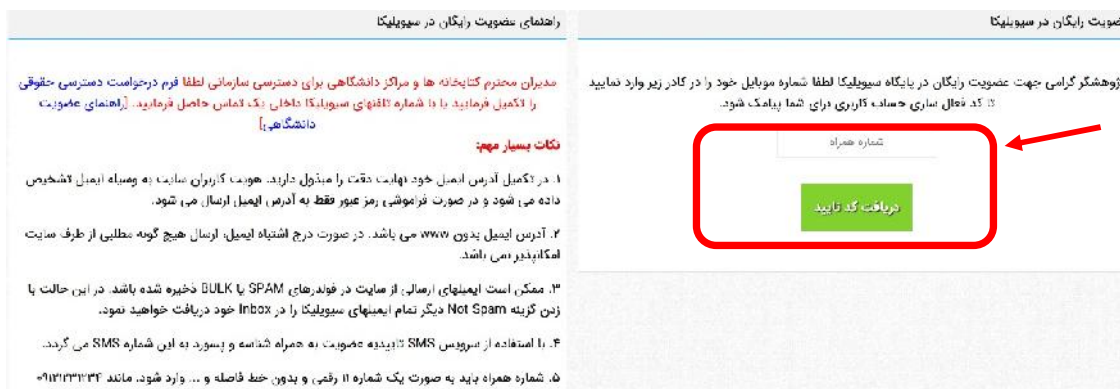 ضویت رایگان در سیویلیکا
ژوهشگر گرامی جهت عضویت رایگان در پایگاه سیویلیکا لطفا شماره موبایل خود را در کادر زیر وارد نمایید
تا کد فعال سازی حساب کاربری برای شما پیامک شود.
شماره همراه
دریافت کد تایید
راهنمای عضویت رایگان در سیویلیکا
مدیران محترم کتابخانه ها و مراکز دانشگاهی برای دسترسی سازمانی لطفا فرم درخواست دسترسی حقوقی
را تکمیل فرمایید یا با شماره تلفنهای سیویلیکا داخلی یک تماس حاصل فرمایید. [راهنمای عضویت
دانشگاهی]
نکات بسیار مهم:
۱. در تکمیل آدرس ایمیل خود نهایت دقت را مبذول دارید. هویت کاربران سایت به وسیله ایمیل تشخیص
داده می شود و در صورت فراموشی رمز عبور فقط به آدرس ایمیل ارسال می شود.
۲. آدرس ایمیل بدون www می باشد. در صورت درج اشتباه ایمیل، ارسال هیچ گونه مطلبی از طرف سایت
امکانپذیر نمی باشد.
۳. ممکن است ایمیلهای ارسالی از سایت در فولدرهای SPAM یا BULK ذخیره شده باشد. در این حالت با
زدن گزینه Not Spam دیگر تمام ایمیلهای سیویلیکا را در Inbox خود دریافت خواهید نمود.
۴. با استفاده از سرویس SMS تاییدیه عضویت به همراه شناسه و پسورد به این شماره SMS می گردد.
۵. شماره همراه باید به صورت یک شماره ۱۱ رقمی و بدون خط فاصله و ... وارد شود. مانند ۰۹۱۲۱۲۳۱۲۳۴